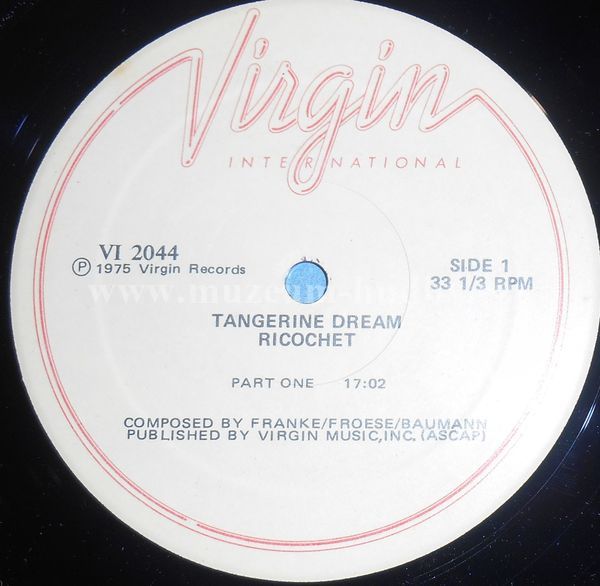 Virgin
INTERNATIONAL
VI 2044
Ⓟ 1975 Virgin Records
SIDE 1
33 1/3 RPM
TANGERINE DREAM
RICOCHET
PART ONE 17:02
COMPOSED BY FRANKE/FROESE/BAUMANN
PUBLISHED BY VIRGIN MUSIC,INC. (ASCAP)